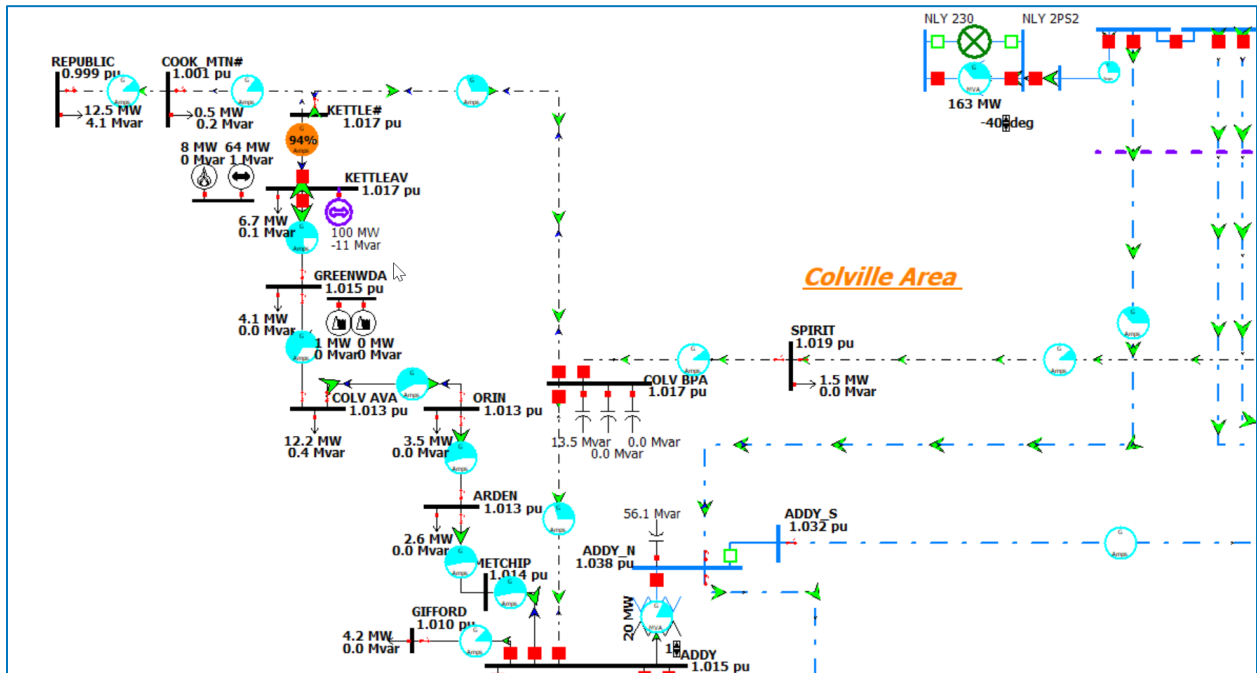 NLY 230 NLY 2PS2
163 MW
-40 deg
REPUBLIC
0.999 pu
COOK_MTN#
1.001 pu
12.5 MW
4.1 Mvar
0.5 MW
0.2 Mvar
KETTLE#
1.017 pu
94%
Amps
8 MW 64 MW
0 Mvar 1 Mvar
KETTLEAV
1.017 pu
6.7 MW
0.1 Mvar
100 MW
-11 Mvar
GREENWDA
1.015 pu
4.1 MW
0.0 Mvar
1 MW 0 MW
0 Mvar 0 Mvar
Colville Area
SPIRIT
1.019 pu
1.5 MW
0.0 Mvar
COLV BPA
1.017 pu
13.5 Mvar 0.0 Mvar
0.0 Mvar
COLV AVA
1.013 pu
12.2 MW
0.4 Mvar
ORIN
1.013 pu
3.5 MW
0.0 Mvar
ARDEN
1.013 pu
2.6 MW
0.0 Mvar
METCHIP
1.014 pu
GIFFORD
1.010 pu
4.2 MW
0.0 Mvar
56.1 Mvar
ADDY_N
1.038 pu
ADDY_S
1.032 pu
20 MW
MVA
ADDY
1.015 pu